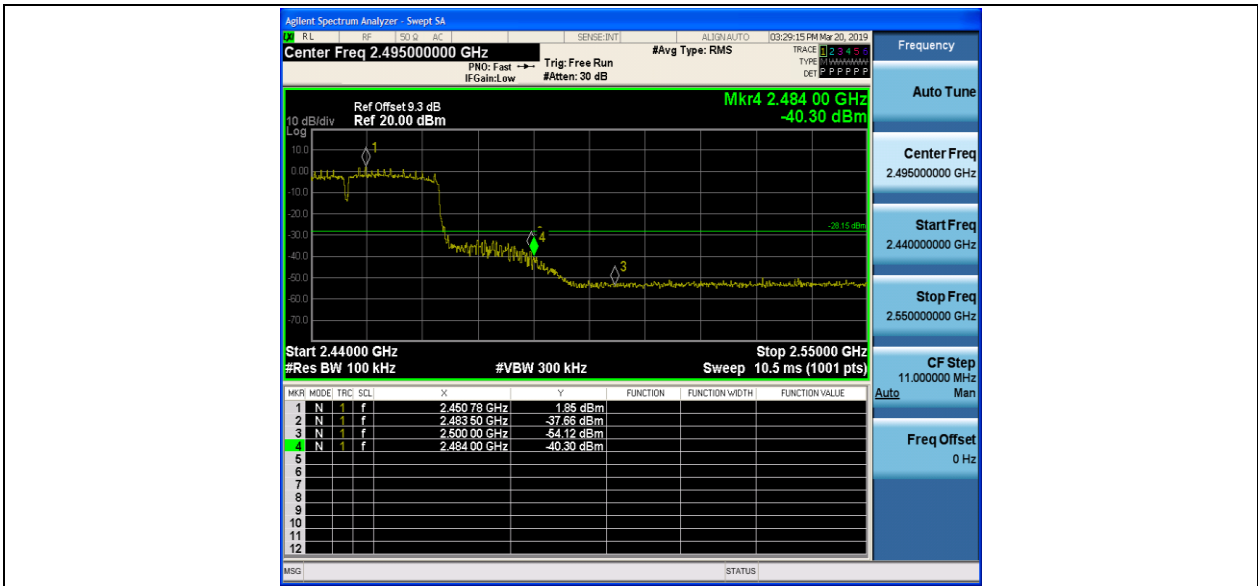 Agilent Spectrum Analyzer - Swept SA
RL RF 50 Ω AC SENSE:INT ALIGN AUTO 03:29:15 PM Mar 20, 2019
Center Freq 2.495000000 GHz
PNO: Fast
IFGain:Low
Trig: Free Run
#Atten: 30 dB
#Avg Type: RMS
TRACE 1 2 3 4 5 6
TYPE M WWWWW
DET P P P P P P
Frequency
Mkr4 2.484 00 GHz
-40.30 dBm
Ref Offset 9.3 dB
10 dB/div Ref 20.00 dBm
Log
10.0
0.00
-10.0
-20.0
-30.0
-40.0
-50.0
-60.0
-70.0
1
4
3
-28.15 dBm
Start 2.44000 GHz Stop 2.55000 GHz
#Res BW 100 kHz #VBW 300 kHz Sweep 10.5 ms (1001 pts)
MKR MODE TRC SCL X Y FUNCTION FUNCTION WIDTH FUNCTION VALUE
1 N 1 f 2.450 78 GHz 1.85 dBm
2 N 1 f 2.483 50 GHz -37.66 dBm
3 N 1 f 2.500 00 GHz -54.12 dBm
4 N 1 f 2.484 00 GHz -40.30 dBm
5
6
7
8
9
10
11
12
MSG STATUS
Auto Tune
Center Freq
2.495000000 GHz
Start Freq
2.440000000 GHz
Stop Freq
2.550000000 GHz
CF Step
11.000000 MHz
Auto Man
Freq Offset
0 Hz